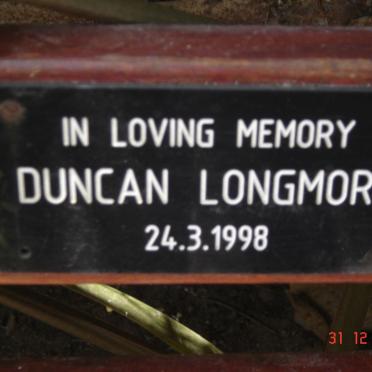 IN LOVING MEMORY
DUNCAN LONGMOR
24.3.1998
31 12